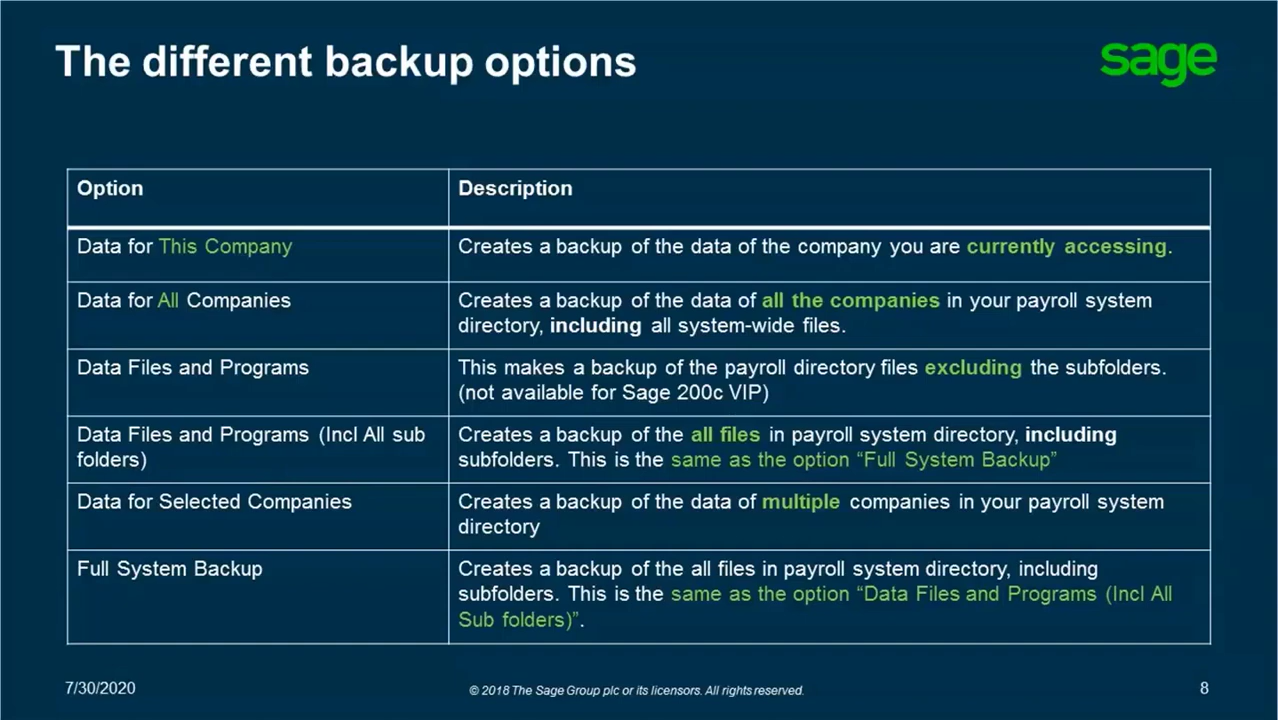 The different backup options
sage
Option
Description
Data for This Company
Creates a backup of the data of the company you are currently accessing.
Data for All Companies
Creates a backup of the data of all the companies in your payroll system
directory, including all system-wide files.
Data Files and Programs
This makes a backup of the payroll directory files excluding the subfolders.
(not available for Sage 200c VIP)
Data Files and Programs (Incl All sub
folders)
Creates a backup of the all files in payroll system directory, including
subfolders. This is the same as the option “Full System Backup”
Data for Selected Companies
Creates a backup of the data of multiple companies in your payroll system
directory
Full System Backup
Creates a backup of the all files in payroll system directory, including
subfolders. This is the same as the option “Data Files and Programs (Incl All
Sub folders)”.
7/30/2020
© 2018 The Sage Group plc or its licensors. All rights reserved.
8